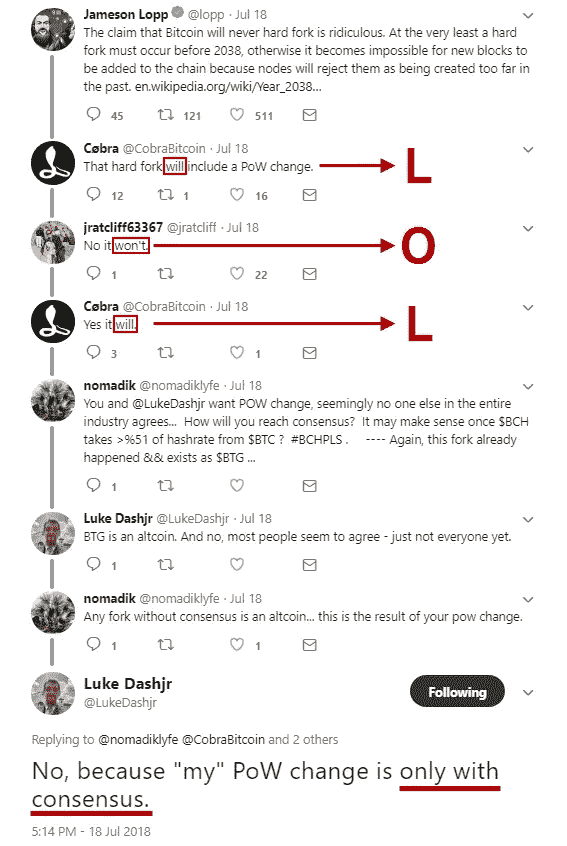 Jameson Lopp @lopp · Jul 18
The claim that Bitcoin will never hard fork is ridiculous. At the very least a hard
fork must occur before 2038, otherwise it becomes impossible for new blocks to
be added to the chain because nodes will reject them as being created too far in
the past. en.wikipedia.org/wiki/Year_2038...
45 121 511
Cøbra @CobraBitcoin · Jul 18
That hard fork will include a PoW change. L
12 1 16
jratcliff63367 @jratcliff · Jul 18
No it won't. O
1 22
Cøbra @CobraBitcoin · Jul 18
Yes it will. L
3 1
nomadik @nomadiklyfe · Jul 18
You and @LukeDashjr want POW change, seemingly no one else in the entire
industry agrees... How will you reach consensus? It may make sense once $BCH
takes >%51 of hashrate from $BTC ? #BCHPLS . ---- Again, this fork already
happened && exists as $BTG ...
1
Luke Dashjr @LukeDashjr · Jul 18
BTG is an altcoin. And no, most people seem to agree - just not everyone yet.
1
nomadik @nomadiklyfe · Jul 18
Any fork without consensus is an altcoin... this is the result of your pow change.
1 1
Luke Dashjr
@LukeDashjr
Following
Replying to @nomadiklyfe @CobraBitcoin and 2 others
No, because "my" PoW change is only with
consensus.
5:14 PM - 18 Jul 2018